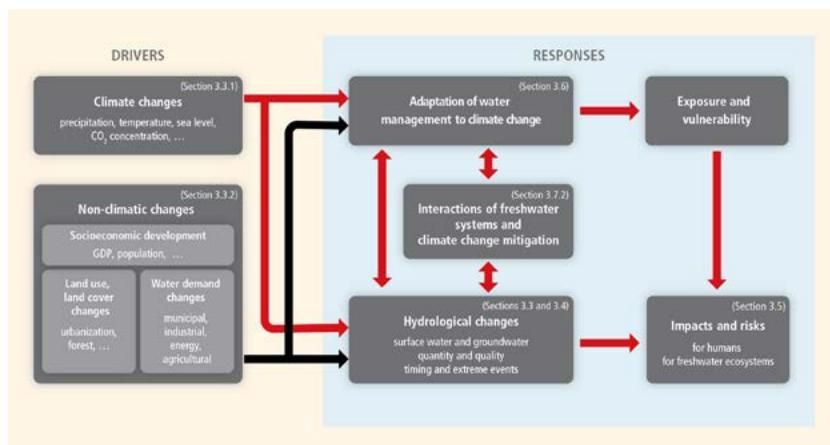 DRIVERS
RESPONSES
(Section 3.3.1)
Climate changes
precipitation, temperature, sea level,
CO2 concentration, …
(Section 3.3.2)
Non-climatic changes
Socioeconomic development
GDP, population, …
Land use,
land cover
changes
urbanization,
forest, …
Water demand
changes
municipal,
industrial,
energy,
agricultural
(Section 3.6)
Adaptation of water
management to climate change
Exposure and
vulnerability
(Section 3.7.2)
Interactions of freshwater
systems and
climate change mitigation
(Sections 3.3 and 3.4)
Hydrological changes
surface water and groundwater
quantity and quality
timing and extreme events
(Section 3.5)
Impacts and risks
for humans
for freshwater ecosystems